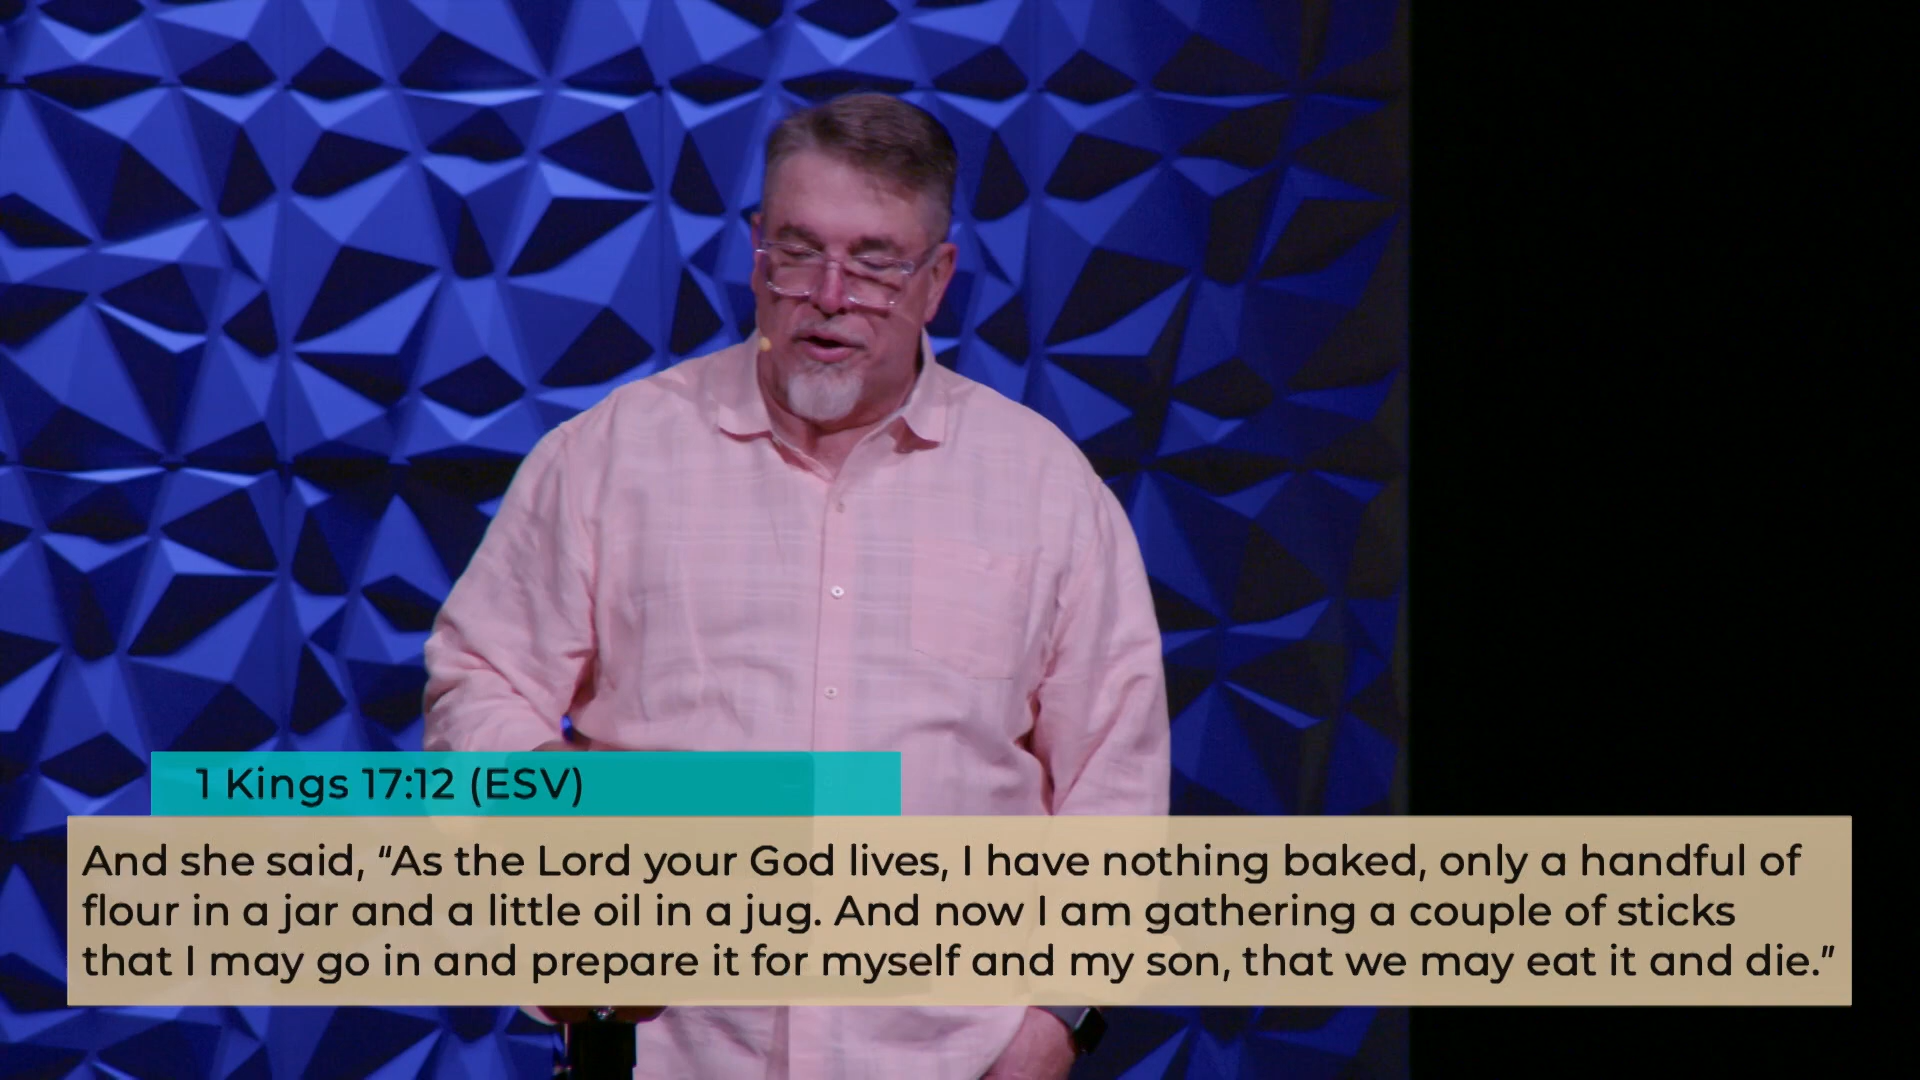 1 Kings 17:12 (ESV)
And she said, “As the Lord your God lives, I have nothing baked, only a handful of
flour in a jar and a little oil in a jug. And now I am gathering a couple of sticks
that I may go in and prepare it for myself and my son, that we may eat it and die.”